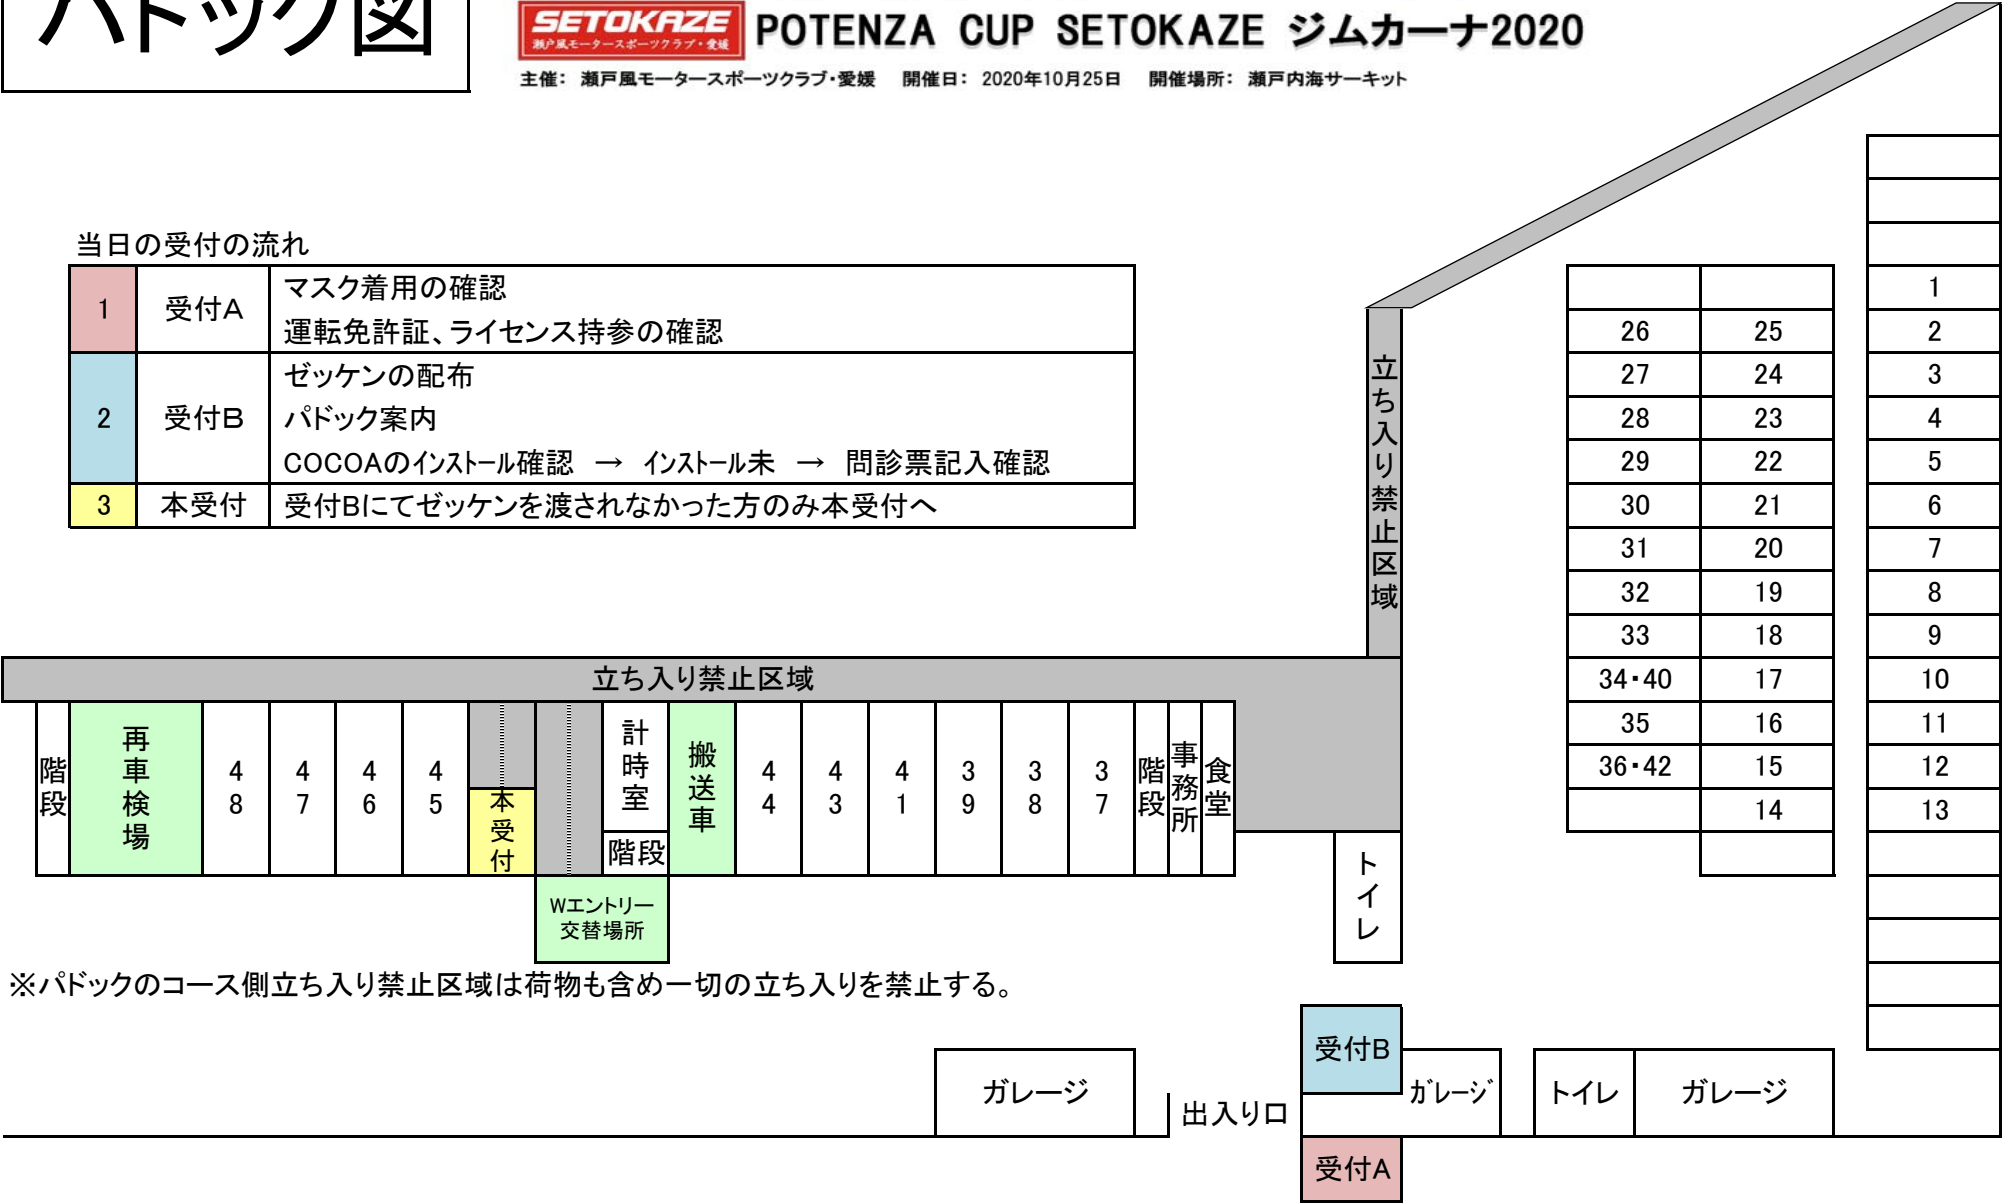 パドック図
SETOKAZE
瀬戸風モータースポーツクラブ・愛媛
POTENZA CUP SETOKAZE ジムカーナ2020
主催： 瀬戸風モータースポーツクラブ・愛媛 開催日： 2020年10月25日 開催場所： 瀬戸内海サーキット
当日の受付の流れ
1 受付A マスク着用の確認
運転免許証、ライセンス持参の確認
2 受付B ゼッケンの配布
パドック案内
COCOAのインストール確認 → インストール未 → 問診票記入確認
3 本受付 受付Bにてゼッケンを渡されなかった方のみ本受付へ
立ち入り禁止区域
1
26 25 2
27 24 3
28 23 4
29 22 5
30 21 6
31 20 7
32 19 8
33 18 9
34・40 17 10
35 16 11
36・42 15 12
14 13
立ち入り禁止区域
階段
再車検場
48
47
46
45
本受付
計時室
階段
搬送車
44
43
41
39
38
37
階段
事務所
食堂
トイレ
Wエントリー
交替場所
※パドックのコース側立ち入り禁止区域は荷物も含め一切の立ち入りを禁止する。
ガレージ
出入り口
受付B
ガレージ
トイレ
ガレージ
受付A